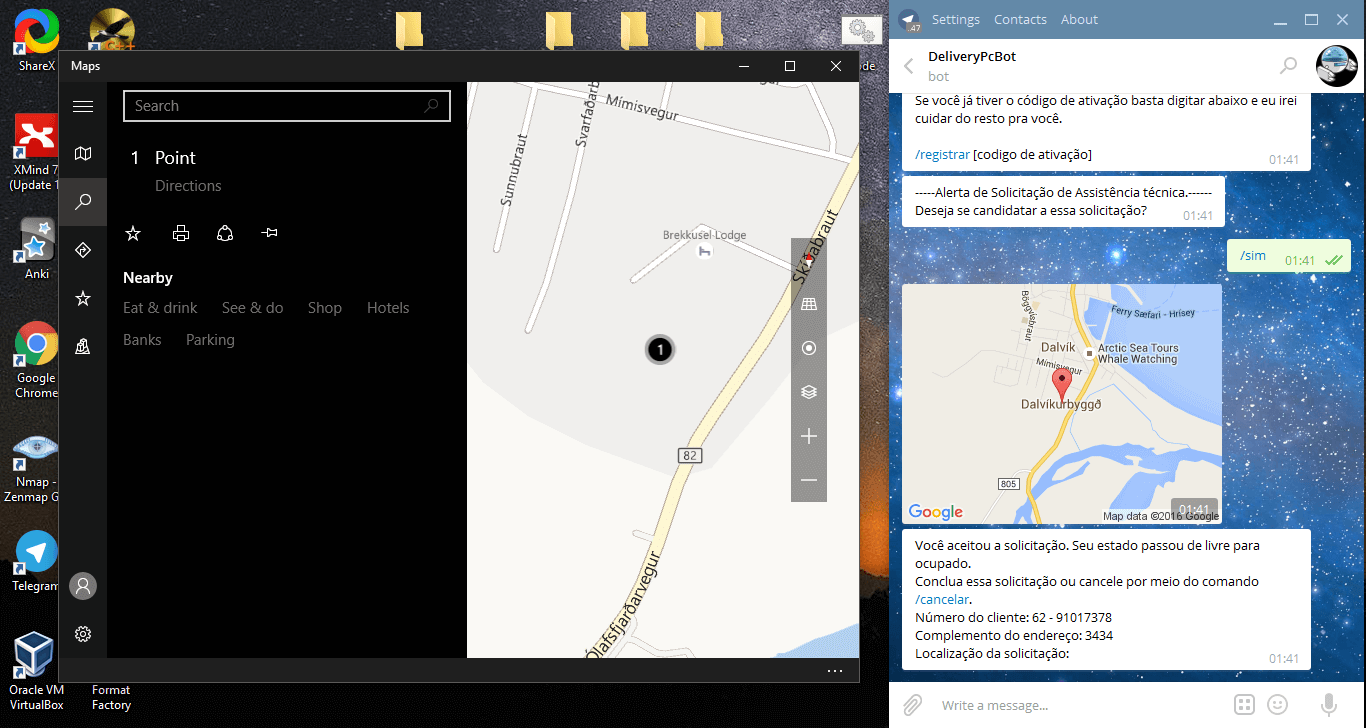 ShareX
C++
XMind 7
(Update 1
Anki
Google
Chrome
Nmap -
Zenmap G
Telegram
Oracle VM
VirtualBox
Format
Factory
de
Maps
Search
1 Point
Directions
Nearby
Eat & drink See & do Shop Hotels
Banks Parking
Mímisvegur
Svarfaðarb
Sunnubraut
Brekkusel Lodge
Skíðabraut
1
82
Ólafsfjarðarvegur
...
47
Settings Contacts About
DeliveryPcBot
bot
Se você já tiver o código de ativação basta digitar abaixo e eu irei
cuidar do resto pra você.
/registrar [codigo de ativação]
01:41
-----Alerta de Solicitação de Assistência técnica.------
Deseja se candidatar a essa solicitação?
01:41
/sim 01:41
Böggvisbraut
Ferry Sæfari - Hrísey
Dalvík
Arctic Sea Tours
Whale Watching
Mímisvegur
Dalvíkurbyggð
805
Google
01:41
Map data ©2016 Google
Você aceitou a solicitação. Seu estado passou de livre para
ocupado.
Conclua essa solicitação ou cancele por meio do comando
/cancelar.
Número do cliente: 62 - 91017378
Complemento do endereço: 3434
Localização da solicitação:
01:41
Write a message...